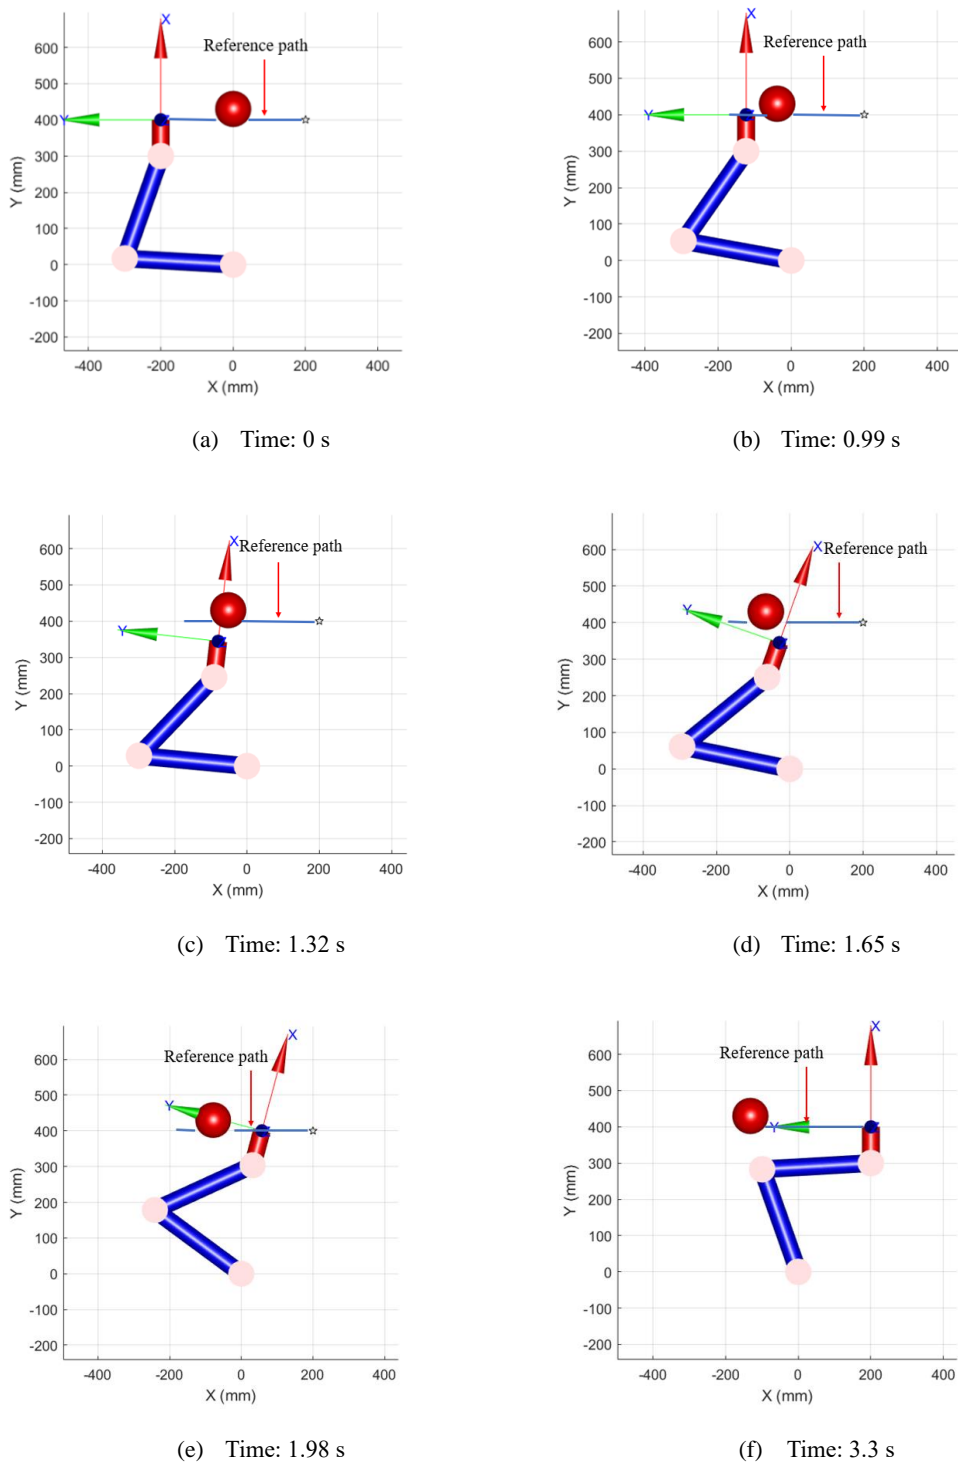 X
Reference path
600
500
Y
400
300
200
100
0
-100
-200
Y (mm)
-400
-200
0
200
400
X (mm)
(a) Time: 0 s
X
Reference path
600
500
Y
400
300
200
100
0
-100
-200
Y (mm)
-400
-200
0
200
400
X (mm)
(b) Time: 0.99 s
X
Reference path
600
500
400
Y
300
200
100
0
-100
-200
Y (mm)
-400
-200
0
200
400
X (mm)
(c) Time: 1.32 s
X
Reference path
600
500
Y
400
300
200
100
0
-100
-200
Y (mm)
-400
-200
0
200
400
X (mm)
(d) Time: 1.65 s
X
Reference path
600
500
Y
400
300
200
100
0
-100
-200
Y (mm)
-400
-200
0
200
400
X (mm)
(e) Time: 1.98 s
X
Reference path
600
500
400
Y
300
200
100
0
-100
-200
Y (mm)
-400
-200
0
200
400
X (mm)
(f) Time: 3.3 s